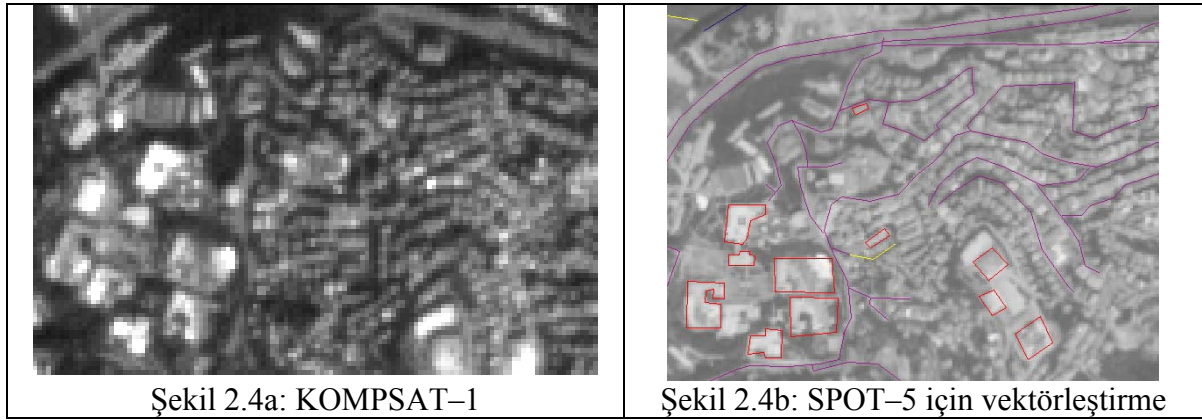 Şekil 2.4a: KOMPSAT–1
Şekil 2.4b: SPOT–5 için vektörleştirme